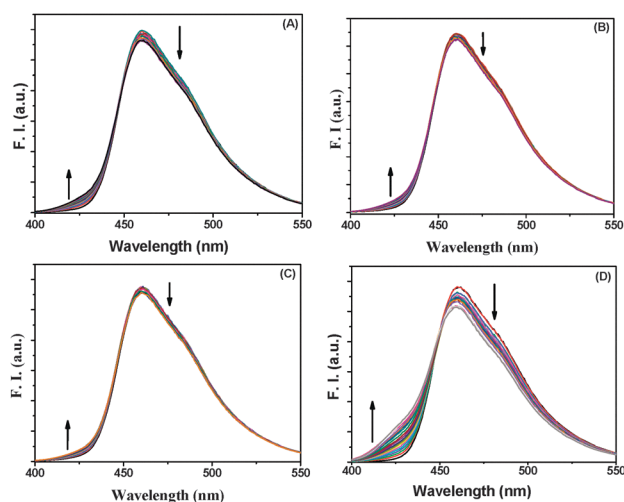 (A)
F. I. (a.u.)
400 450 500 550
Wavelength (nm)
(B)
F. I (a.u.)
400 450 500 550
Wavelength (nm)
(C)
F. I. (a.u.)
400 450 500 550
Wavelength (nm)
(D)
F. I. (a.u.)
400 450 500 550
Wavelength (nm)